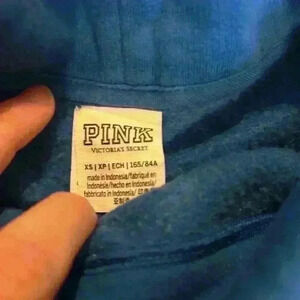 PINK
VICTORIA'S SECRET
XS | XP | ECH | 165/84A
made in Indonesia/fabriqué en
Indonésie/hecho en Indonesia/
fabbricato in Indonesia/